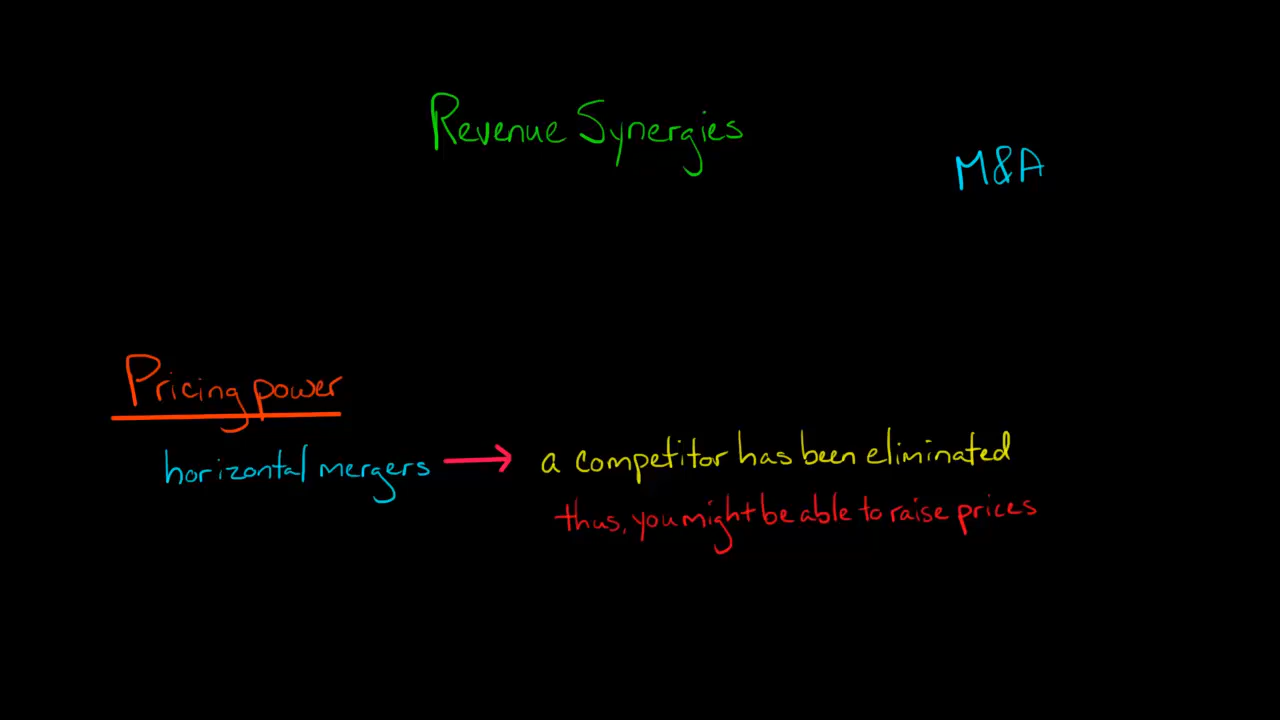 Revenue Synergies
M&A
Pricing power
horizontal mergers → a competitor has been eliminated
thus, you might be able to raise prices